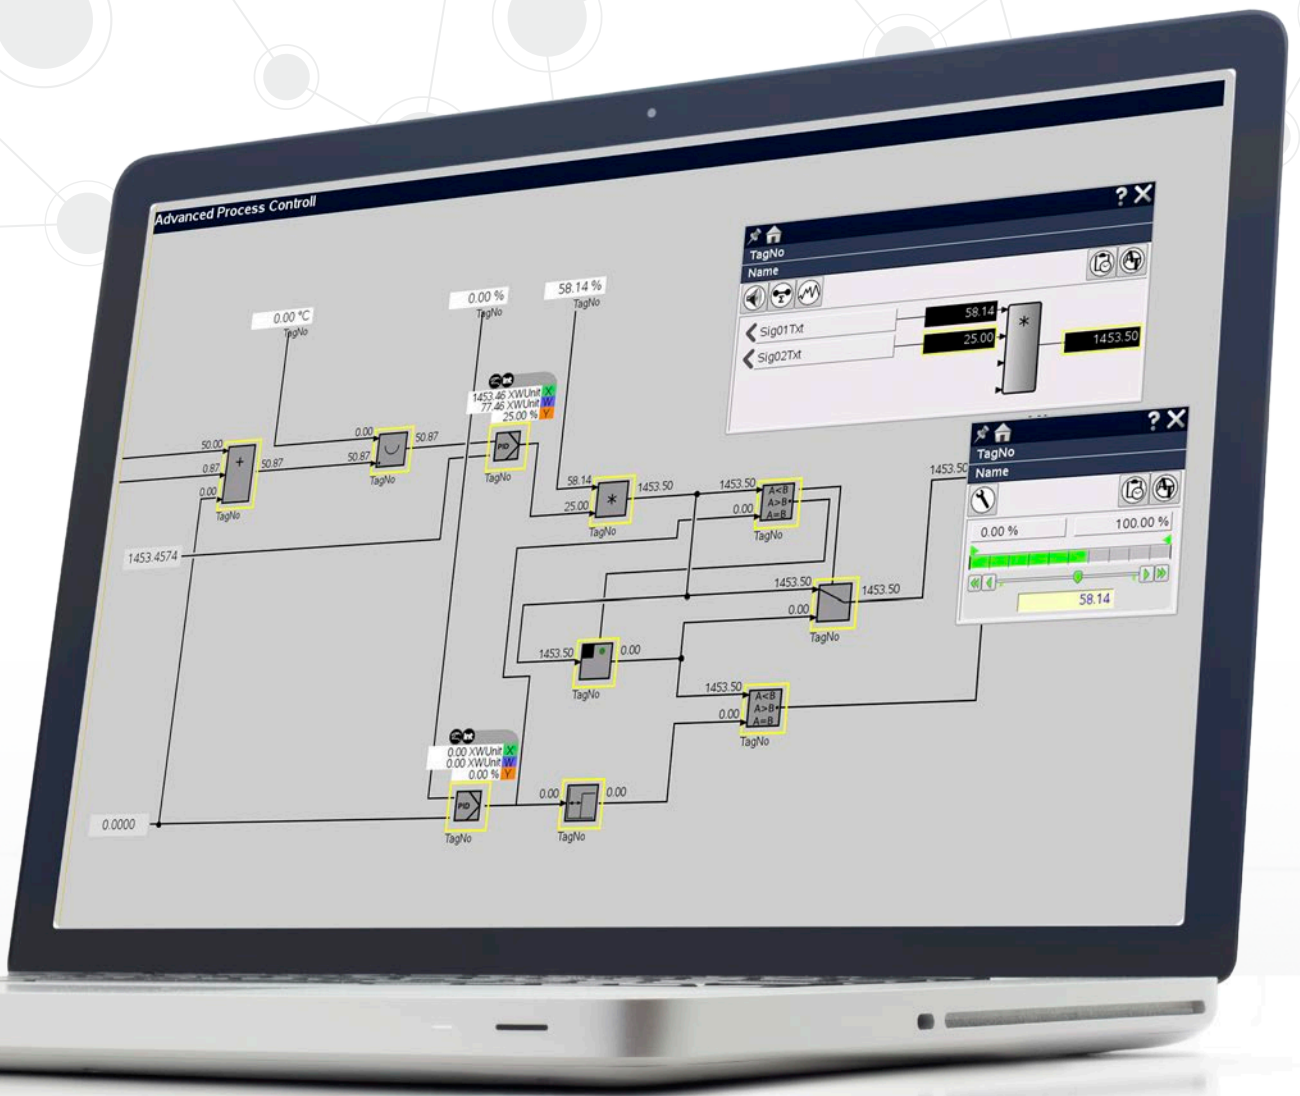 Advanced Process Controll
? X
TagNo
Name
58.14
Sig01Txt
25.00
Sig02Txt
*
1453.50
0.00 °C
TagNo
0.00 %
TagNo
58.14 %
TagNo
1453.46 XWUnit X
77.46 XWUnit W
25.00 % Y
PID
TagNo
50.00
0.87
0.00
+
50.87
TagNo
0.00
50.87
50.87
TagNo
1453.4574
58.14
25.00
*
1453.50
TagNo
1453.50
0.00
A<B
A>B
A=B
TagNo
1453.50
? X
TagNo
Name
0.00 %
100.00 %
58.14
1453.50
0.00
1453.50
TagNo
1453.50
0.00
TagNo
1453.50
0.00
A<B
A>B
A=B
TagNo
0.00 XWUnit X
0.00 XWUnit W
0.00 % Y
PID
TagNo
0.00
0.00
TagNo
0.0000